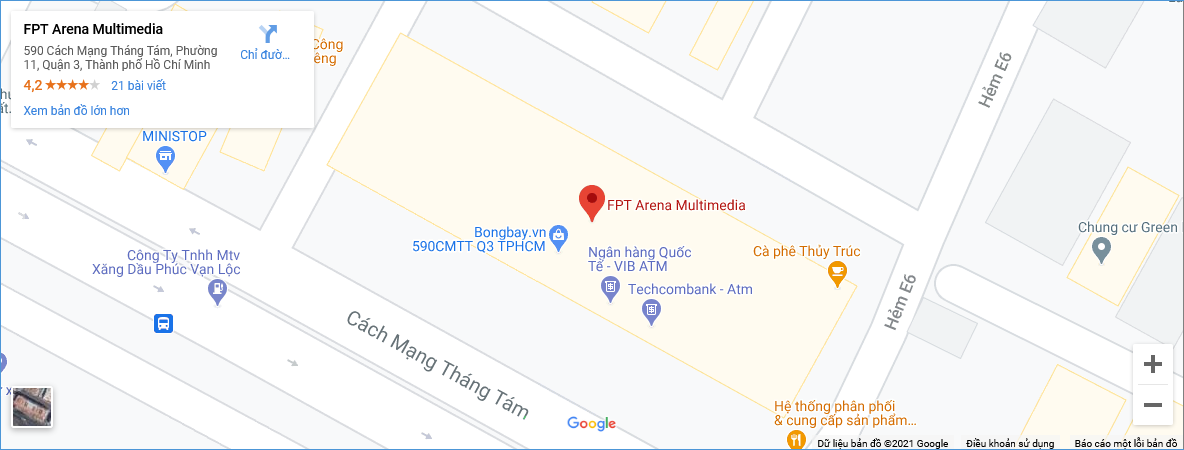 FPT Arena Multimedia
590 Cách Mạng Tháng Tám, Phường
11, Quận 3, Thành phố Hồ Chí Minh
4,2 21 bài viết
Xem bản đồ lớn hơn
Chỉ đườ...
Công
iêng
MINISTOP
Hẻm E6
FPT Arena Multimedia
Bongbay.vn
590CMTT Q3 TPHCM
Ngân hàng Quốc
Tế - VIB ATM
Techcombank - Atm
Cà phê Thủy Trúc
Chung cư Green
Công Ty Tnhh Mtv
Xăng Dầu Phúc Vạn Lộc
Hẻm E6
Cách Mạng Tháng Tám
Hệ thống phân phối
& cung cấp sản phẩm...
Google
Dữ liệu bản đồ ©2021 Google
Điều khoản sử dụng
Báo cáo một lỗi bản đồ